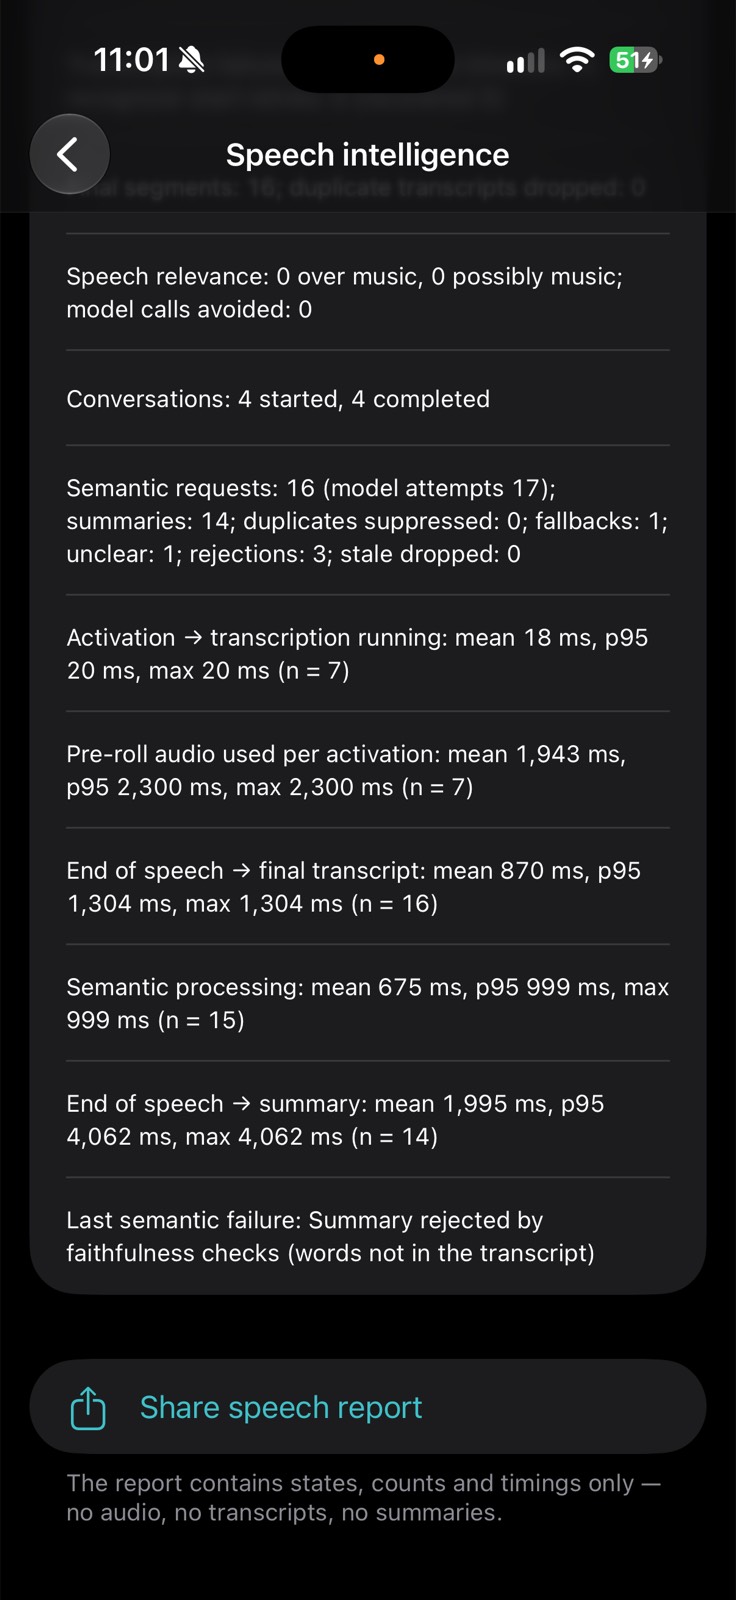 11:01
51
Speech intelligence
final segments: 16; duplicate transcripts dropped: 0
Speech relevance: 0 over music, 0 possibly music;
model calls avoided: 0
Conversations: 4 started, 4 completed
Semantic requests: 16 (model attempts 17);
summaries: 14; duplicates suppressed: 0; fallbacks: 1;
unclear: 1; rejections: 3; stale dropped: 0
Activation → transcription running: mean 18 ms, p95
20 ms, max 20 ms (n = 7)
Pre-roll audio used per activation: mean 1,943 ms,
p95 2,300 ms, max 2,300 ms (n = 7)
End of speech → final transcript: mean 870 ms, p95
1,304 ms, max 1,304 ms (n = 16)
Semantic processing: mean 675 ms, p95 999 ms, max
999 ms (n = 15)
End of speech → summary: mean 1,995 ms, p95
4,062 ms, max 4,062 ms (n = 14)
Last semantic failure: Summary rejected by
faithfulness checks (words not in the transcript)
Share speech report
The report contains states, counts and timings only —
no audio, no transcripts, no summaries.